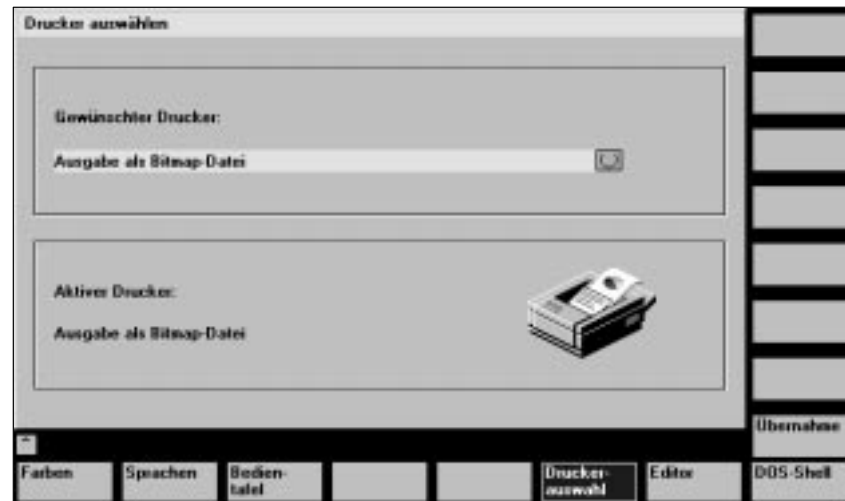 Drucker auswählen
Gewünschter Drucker:
Ausgabe als Bitmap-Datei
Aktiver Drucker:
Ausgabe als Bitmap-Datei
Übernahme
^
Farben
Sprachen
Bedien-
tafel
Drucker-
auswahl
Editor
DOS-Shell